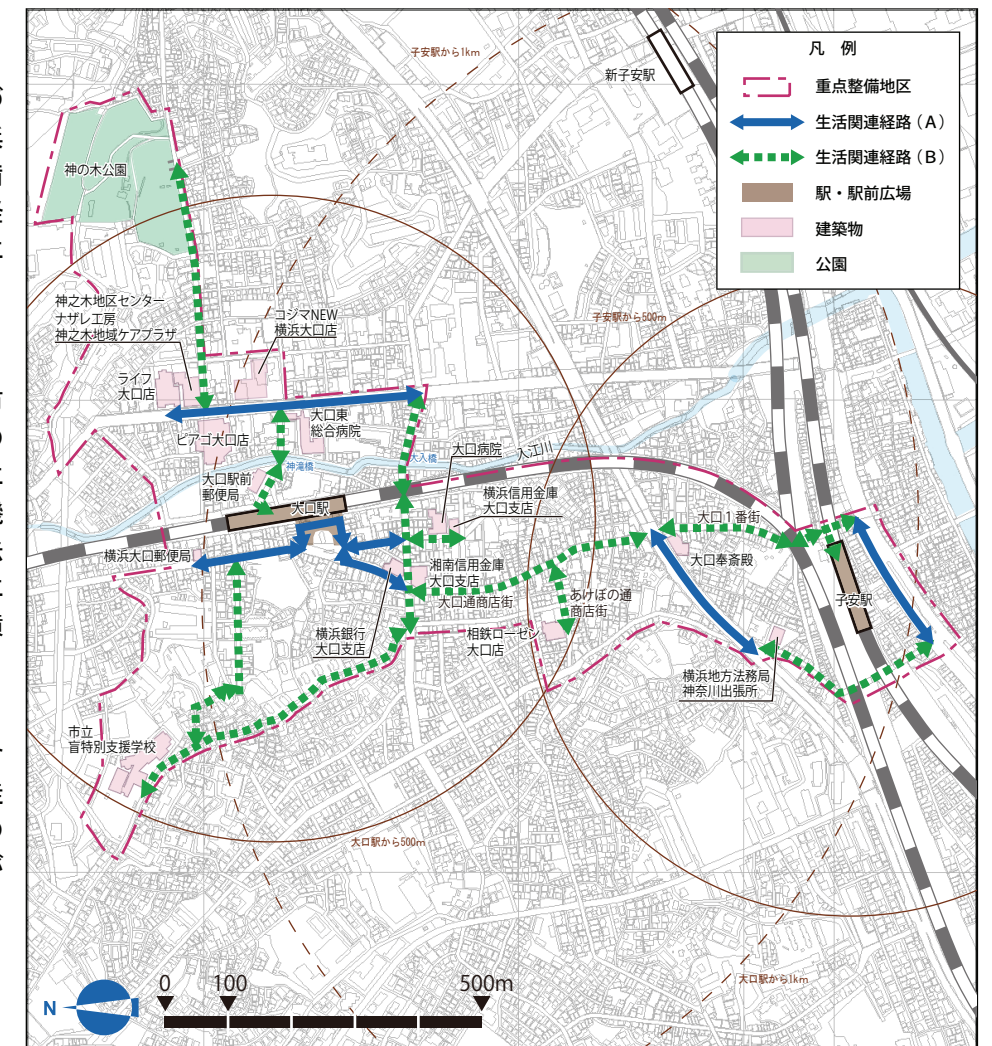 子安駅から1km
新子安駅
凡 例
重点整備地区
生活関連経路（A）
生活関連経路（B）
駅・駅前広場
建築物
公園
神の木公園
神之木地区センター
ナザレ工房
神之木地域ケアプラザ
コジマNEW
横浜大口店
子安駅から500m
ライフ
大口店
大口東
総合病院
ピアゴ大口店
大口病院
入江川
大入橋
神滝橋
大口駅前
郵便局
横浜信用金庫
大口支店
大口駅
大口1番街
横浜大口郵便局
大口奉斎殿
湘南信用金庫
大口支店
大口通商店街
あけぼの通
商店街
子安駅
横浜銀行
大口支店
相鉄ローゼン
大口店
横浜地方法務局
神奈川出張所
市立
盲特別支援学校
大口駅から500m
大口駅から1km
N
0 100 500m